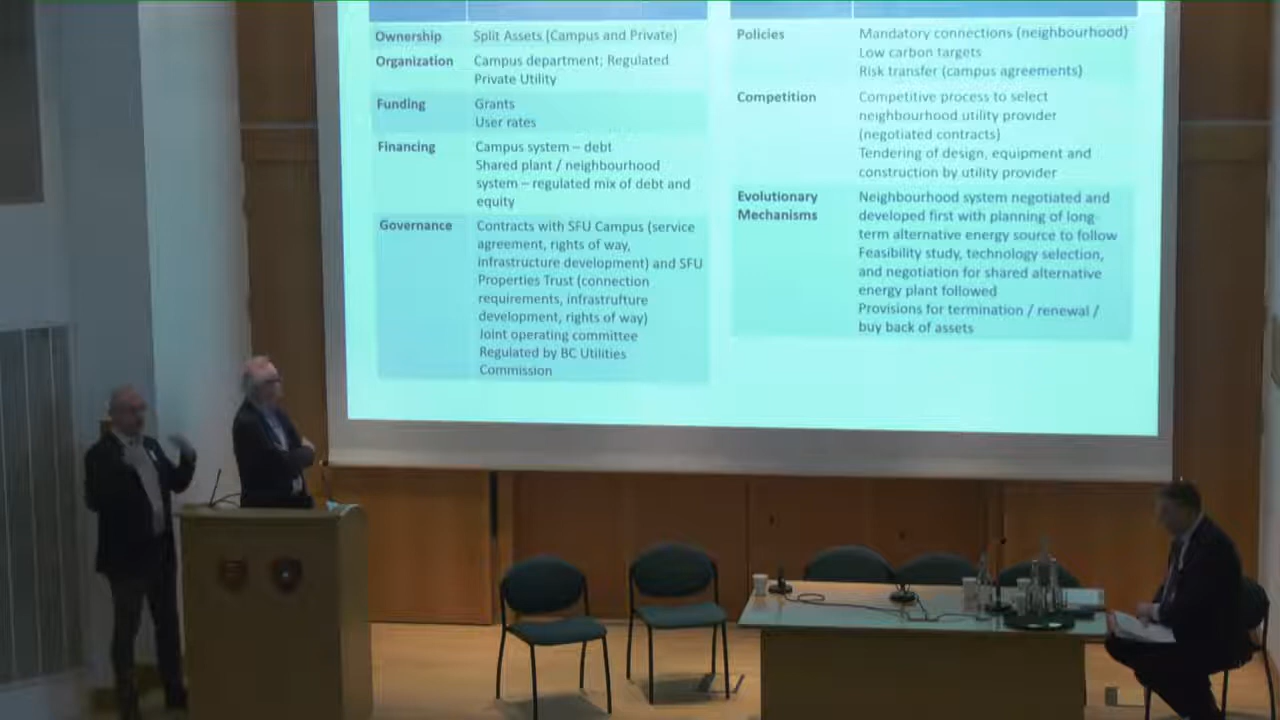 Ownership
Split Assets (Campus and Private)
Organization
Campus department; Regulated
Private Utility
Funding
Grants
User rates
Financing
Campus system – debt
Shared plant / neighbourhood
system – regulated mix of debt and
equity
Governance
Contracts with SFU Campus (service
agreement, rights of way,
infrastructure development) and SFU
Properties Trust (connection
requirements, infrastrufture
development, rights of way)
Joint operating committee
Regulated by BC Utilities
Commission
Policies
Mandatory connections (neighbourhood)
Low carbon targets
Risk transfer (campus agreements)
Competition
Competitive process to select
neighbourhood utility provider
(negotiated contracts)
Tendering of design, equipment and
construction by utility provider
Evolutionary
Mechanisms
Neighbourhood system negotiated and
developed first with planning of long-
term alternative energy source to follow
Feasibility study, technology selection,
and negotiation for shared alternative
energy plant followed
Provisions for termination / renewal /
buy back of assets